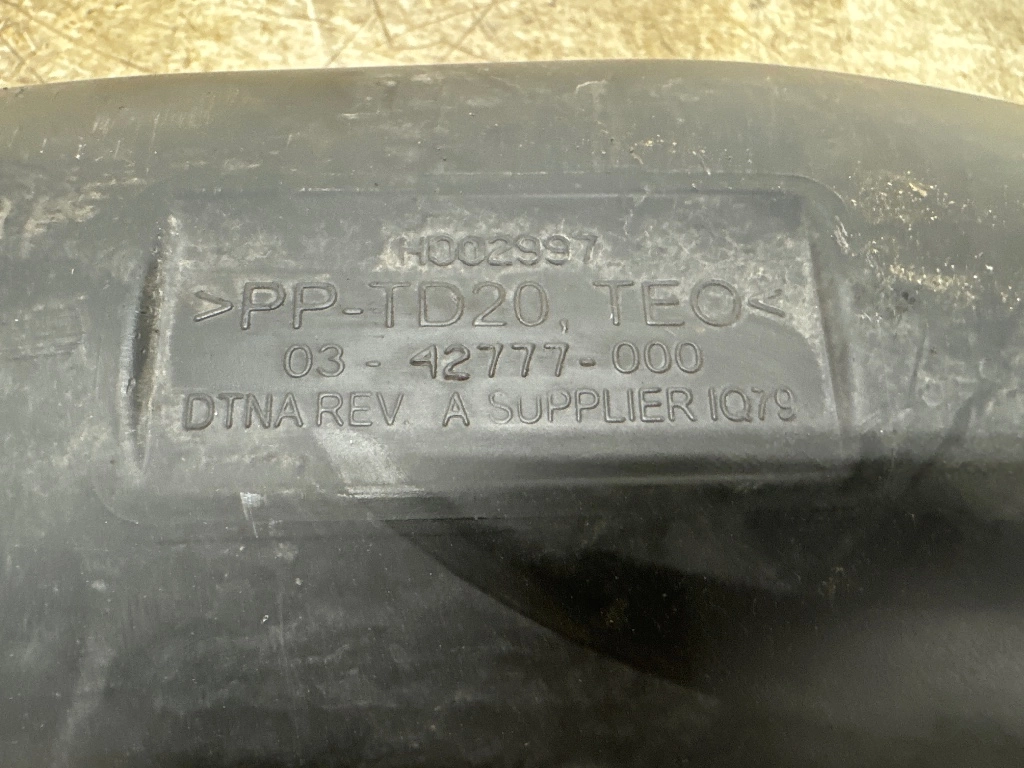 H002997
>PP-TD20, TEO<
03 - 42777-000
DTNA REV. A SUPPLIER IQ79